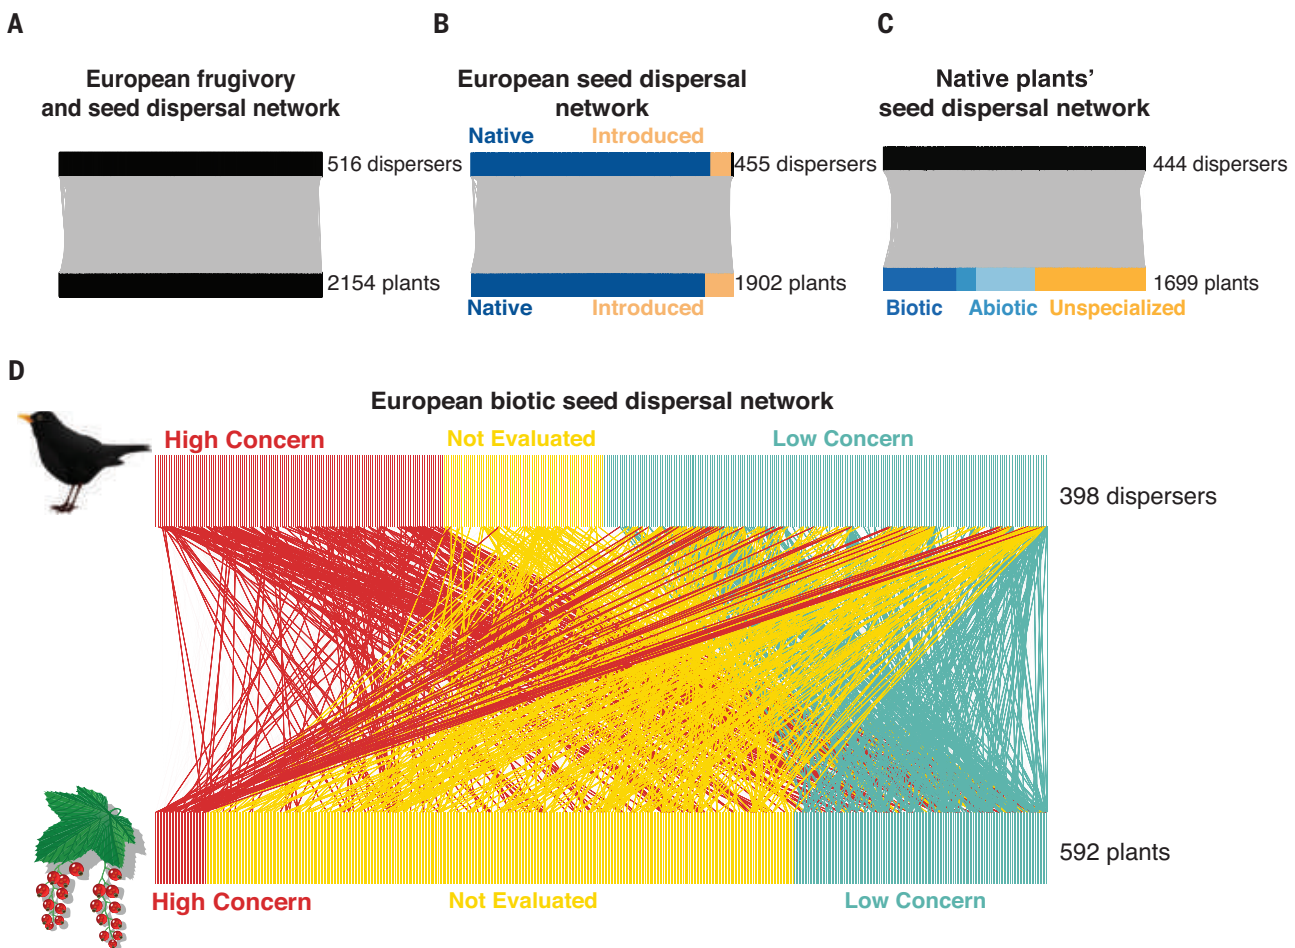 A
B
C
European frugivory
and seed dispersal network
European seed dispersal
network
Native plants’
seed dispersal network
Native
Introduced
516 dispersers
455 dispersers
444 dispersers
2154 plants
1902 plants
1699 plants
Native
Introduced
Biotic
Abiotic
Unspecialized
D
European biotic seed dispersal network
High Concern
Not Evaluated
Low Concern
398 dispersers
592 plants
High Concern
Not Evaluated
Low Concern